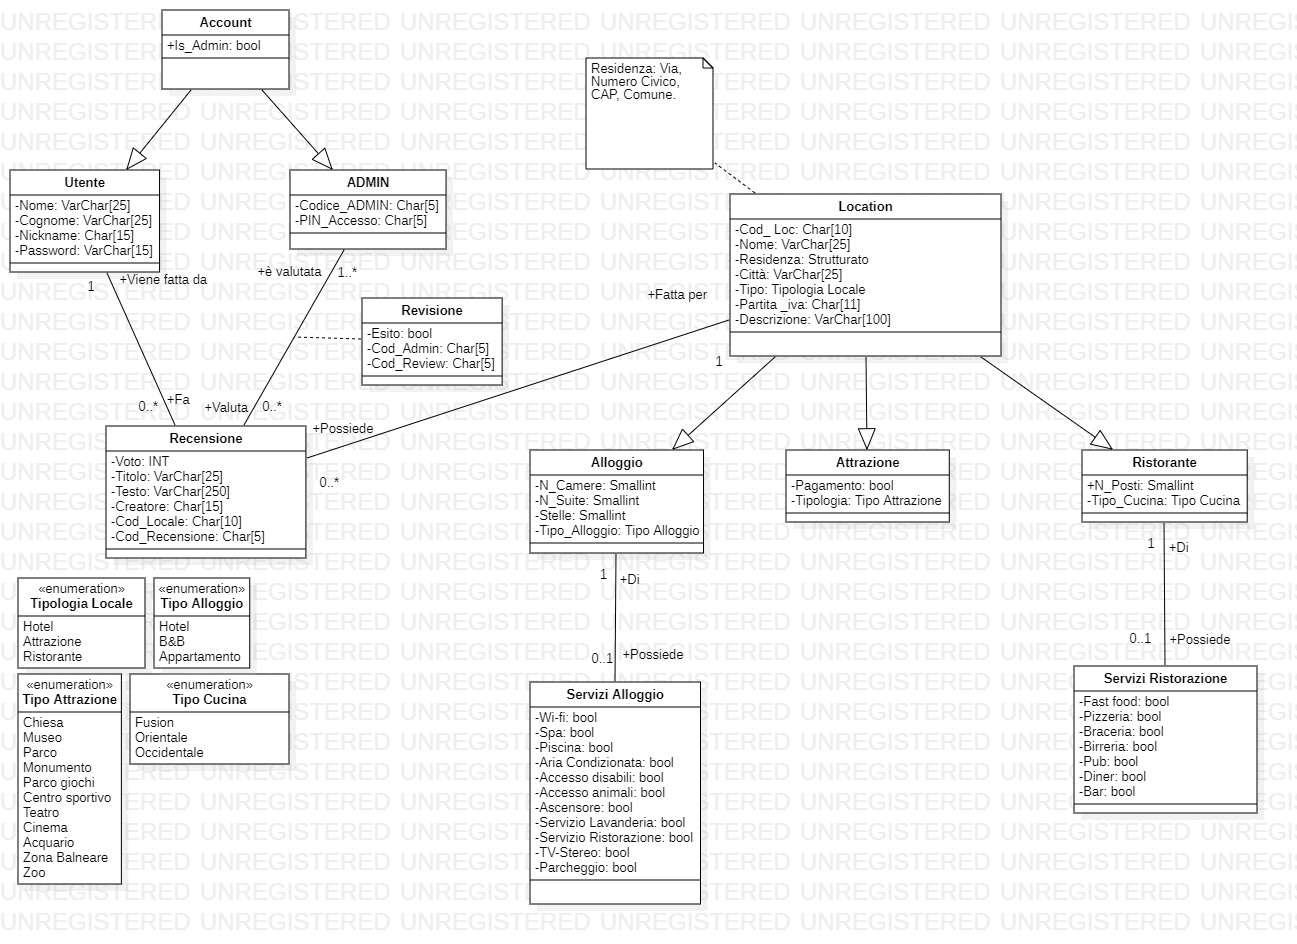 Account
+Is_Admin: bool
Residenza: Via,
Numero Civico,
CAP, Comune.
Utente
-Nome: VarChar[25]
-Cognome: VarChar[25]
-Nickname: Char[15]
-Password: VarChar[15]
ADMIN
-Codice_ADMIN: Char[5]
-PIN_Accesso: Char[5]
Location
-Cod_ Loc: Char[10]
-Nome: VarChar[25]
-Residenza: Strutturato
-Città: VarChar[25]
-Tipo: Tipologia Locale
-Partita _iva: Char[11]
-Descrizione: VarChar[100]
1
+Viene fatta da
+è valutata
1..*
+Fatta per
1
Revisione
-Esito: bool
-Cod_Admin: Char[5]
-Cod_Review: Char[5]
0..*
+Fa
+Valuta
0..*
+Possiede
0..*
Recensione
-Voto: INT
-Titolo: VarChar[25]
-Testo: VarChar[250]
-Creatore: Char[15]
-Cod_Locale: Char[10]
-Cod_Recensione: Char[5]
Alloggio
-N_Camere: Smallint
-N_Suite: Smallint
-Stelle: Smallint
-Tipo_Alloggio: Tipo Alloggio
Attrazione
-Pagamento: bool
-Tipologia: Tipo Attrazione
Ristorante
+N_Posti: Smallint
-Tipo_Cucina: Tipo Cucina
1
+Di
0..1
+Possiede
1
+Di
0..1
+Possiede
«enumeration»
Tipologia Locale
Hotel
Attrazione
Ristorante
«enumeration»
Tipo Alloggio
Hotel
B&B
Appartamento
«enumeration»
Tipo Attrazione
Chiesa
Museo
Parco
Monumento
Parco giochi
Centro sportivo
Teatro
Cinema
Acquario
Zona Balneare
Zoo
«enumeration»
Tipo Cucina
Fusion
Orientale
Occidentale
Servizi Alloggio
-Wi-fi: bool
-Spa: bool
-Piscina: bool
-Aria Condizionata: bool
-Accesso disabili: bool
-Accesso animali: bool
-Ascensore: bool
-Servizio Lavanderia: bool
-Servizio Ristorazione: bool
-TV-Stereo: bool
-Parcheggio: bool
Servizi Ristorazione
-Fast food: bool
-Pizzeria: bool
-Braceria: bool
-Birreria: bool
-Pub: bool
-Diner: bool
-Bar: bool
UNREGISTERED